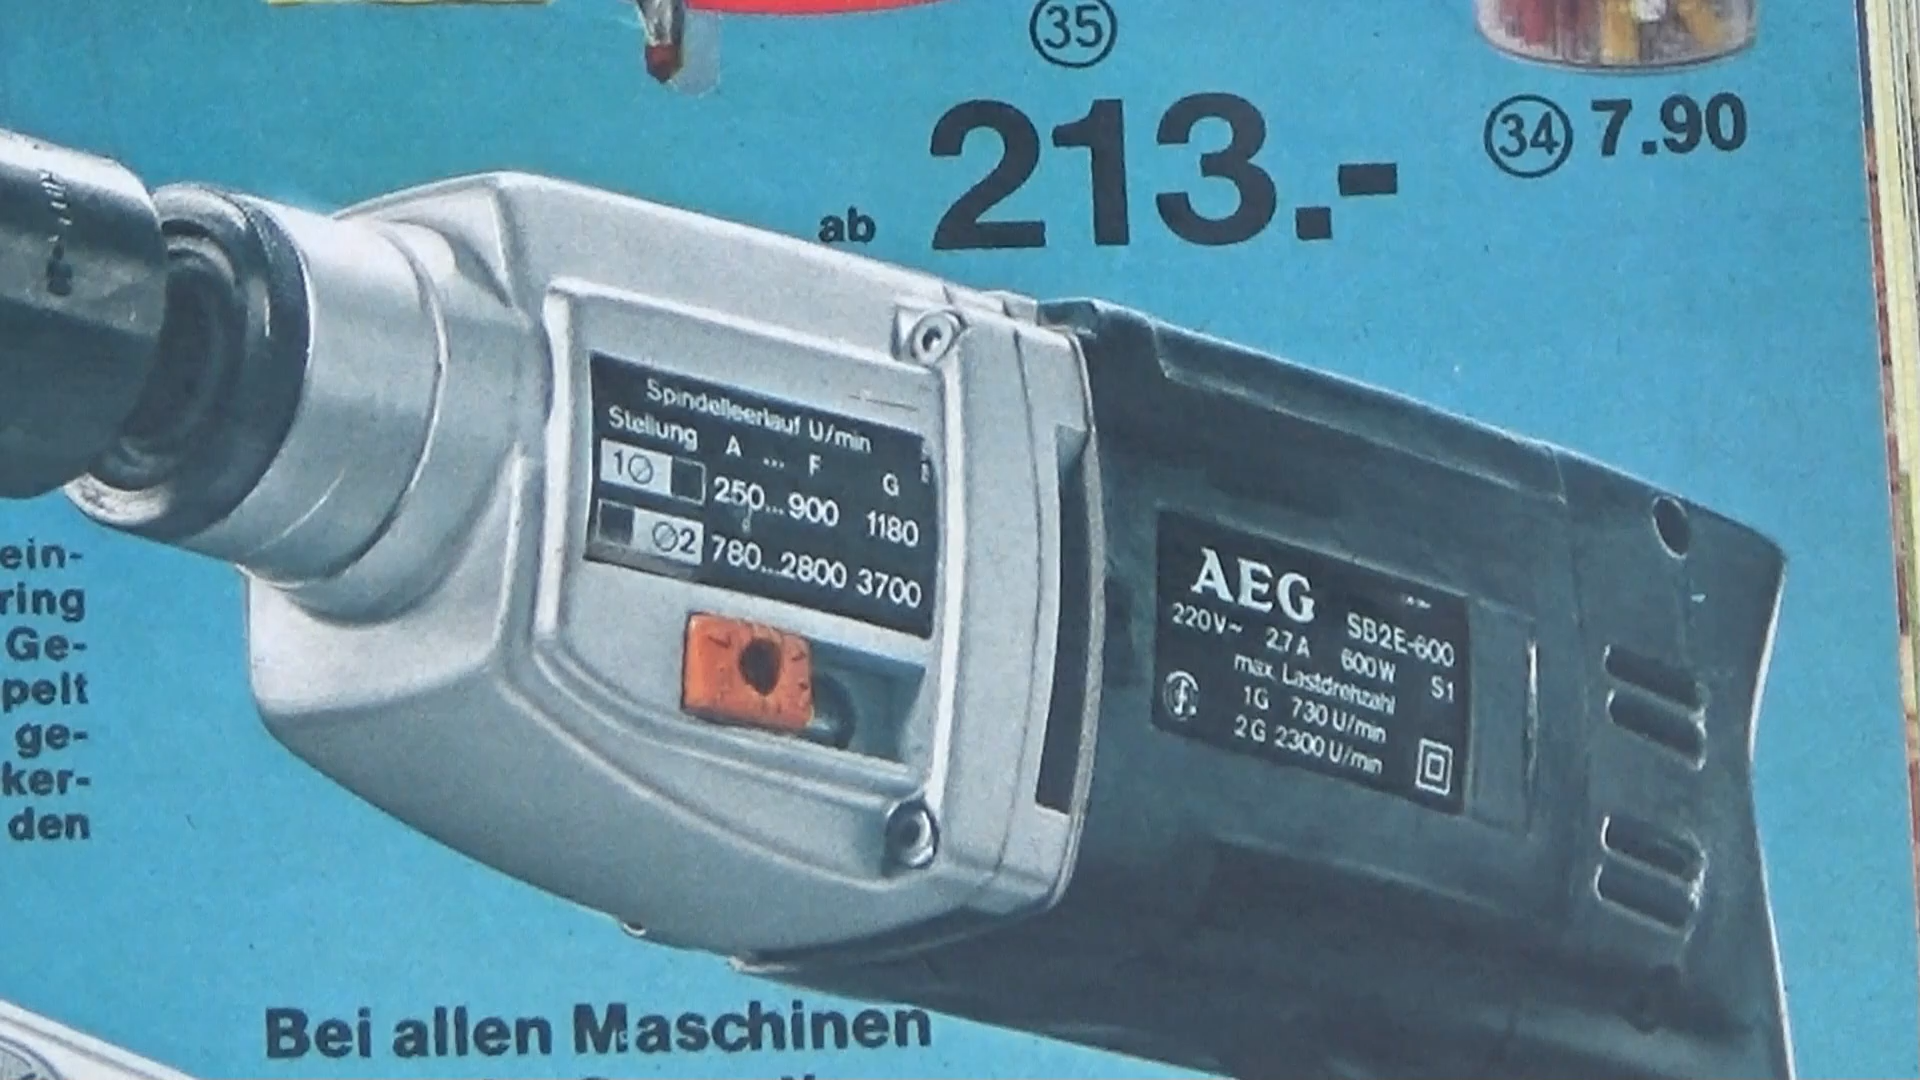 35
ab 213.-
34 7.90
Spindelleerlauf U/min
Stellung A ... F G
1 250...900 1180
2 780...2800 3700
AEG SB2E-600
220V~ 2,7A 600W S1
max. Lastdrehzahl
1G 730 U/min
2G 2300 U/min
ein-
ring
Ge-
pelt
ge-
ker-
den
Bei allen Maschinen